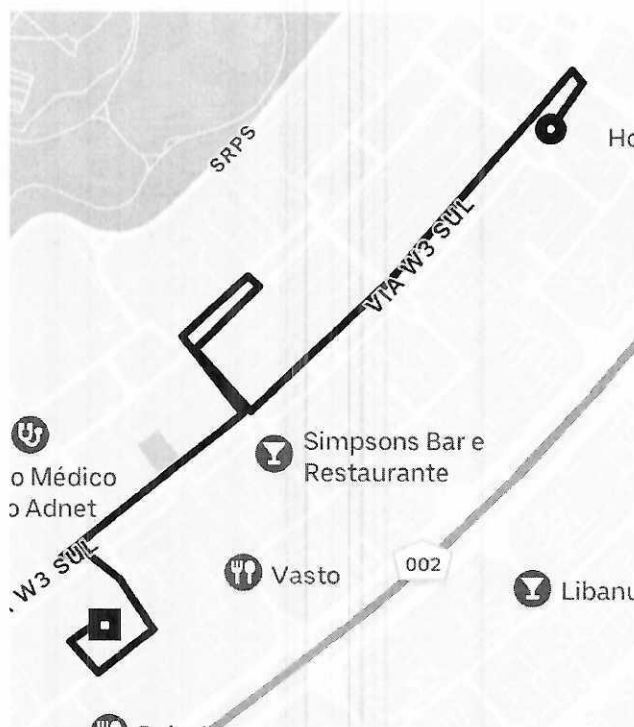 SRPS
Ho
VIA W3 SUL
Simpsons Bar e
Restaurante
o Médico
o Adnet
W3 SUL
Vasto
002
Libanu